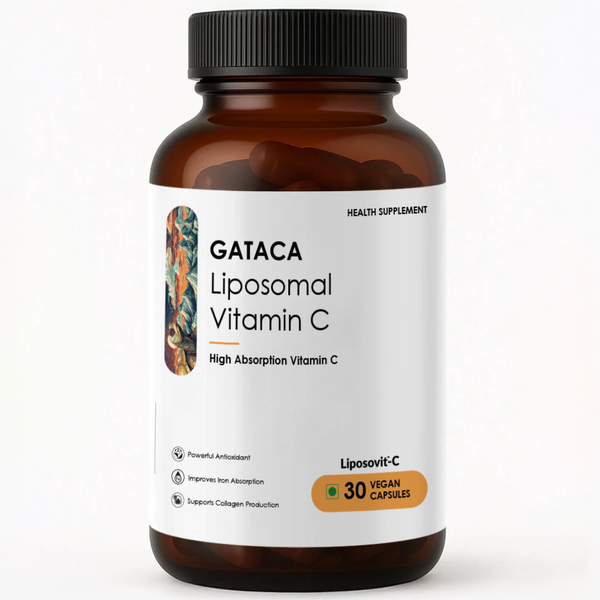 HEALTH SUPPLEMENT
GATACA
Liposomal
Vitamin C
High Absorption Vitamin C
Powerful Antioxidant
Improves Iron Absorption
Supports Collagen Production
Liposovit®-C
30 VEGAN
CAPSULES